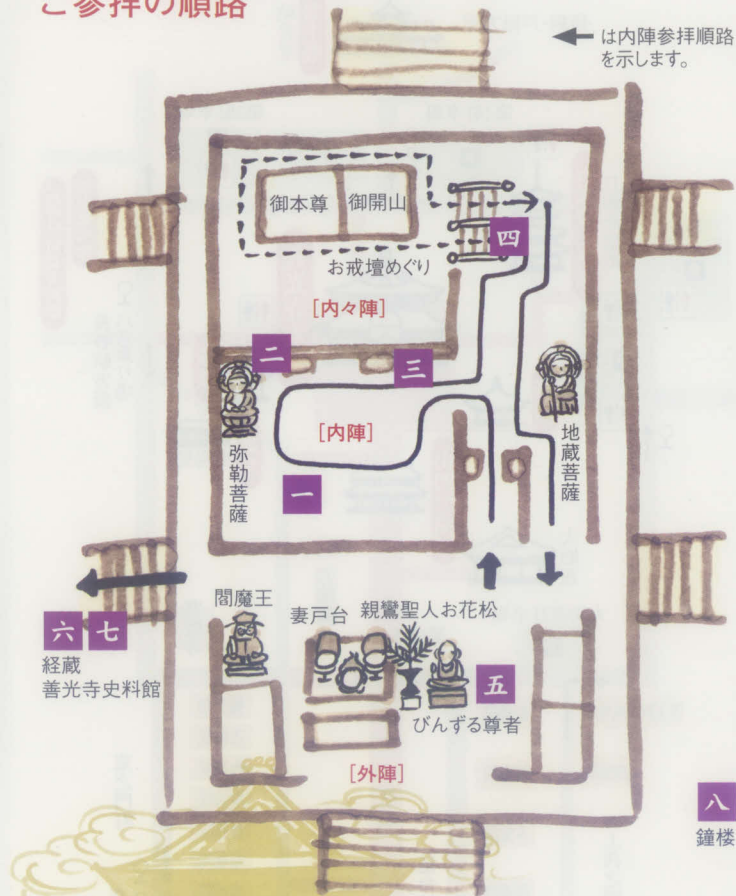 ご参拝の順路
は内陣参拝順路
を示します。
御本尊
御開山
四
お戒壇めぐり
[内々陣]
二
三
[内陣]
弥勒菩薩
地蔵菩薩
一
閻魔王
妻戸台
親鸞聖人お花松
六 七
経蔵
善光寺史料館
五
びんずる尊者
[外陣]
八
鐘楼